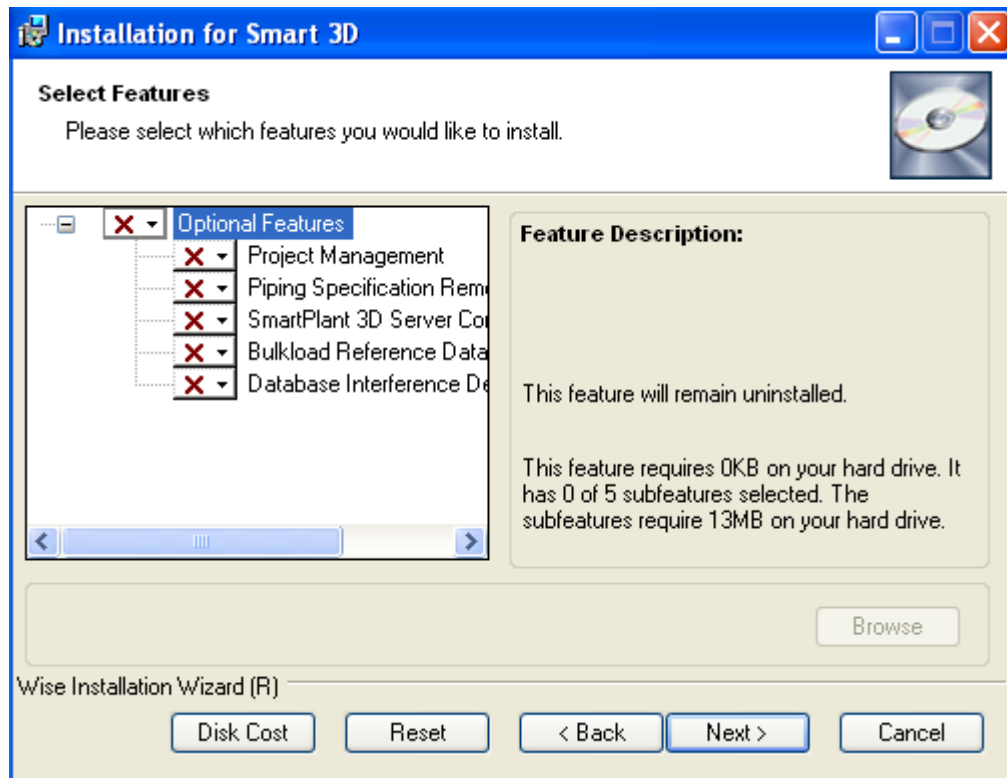 Installation for Smart 3D
Select Features
Please select which features you would like to install.
Optional Features
Project Management
Piping Specification Rem
SmartPlant 3D Server Co
Bulkload Reference Data
Database Interference De
Feature Description:
This feature will remain uninstalled.
This feature requires 0KB on your hard drive. It
has 0 of 5 subfeatures selected. The
subfeatures require 13MB on your hard drive.
Browse
Wise Installation Wizard (R)
Disk Cost
Reset
< Back
Next >
Cancel